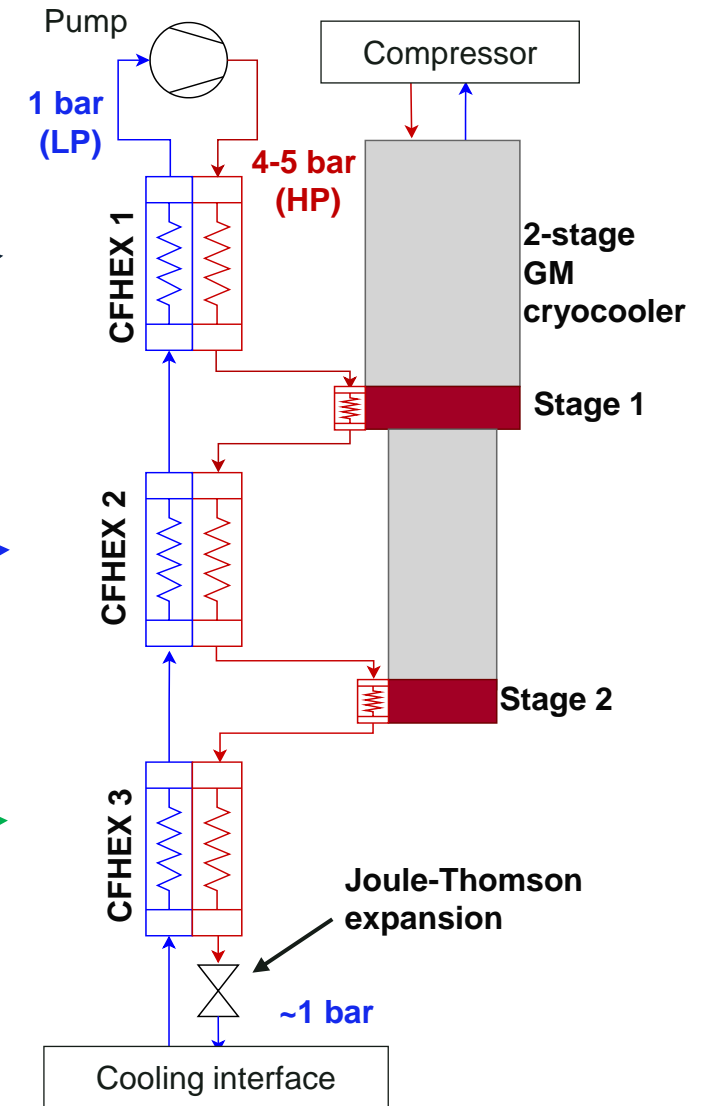 Pump
Compressor
1 bar
(LP)
4-5 bar
(HP)
CFHEX 1
2-stage
GM
cryocooler
Stage 1
CFHEX 2
Stage 2
CFHEX 3
Joule-Thomson
expansion
~1 bar
Cooling interface